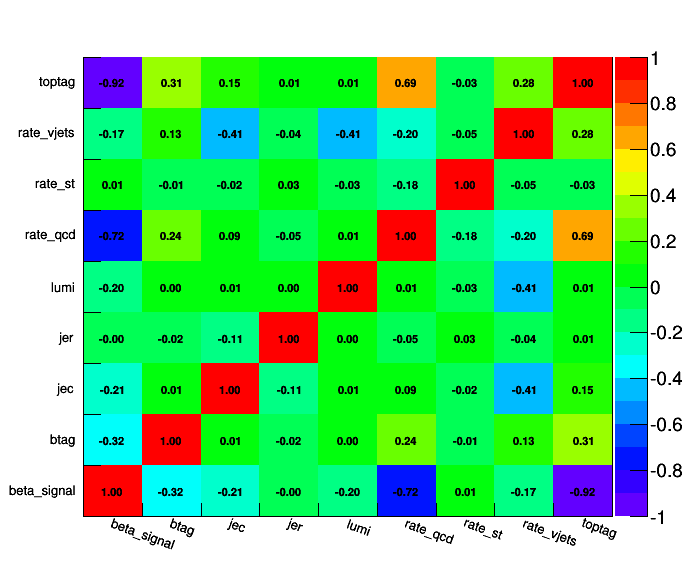 toptag -0.92 0.31 0.15 0.01 0.01 0.69 -0.03 0.28 1.00
rate_vjets -0.17 0.13 -0.41 -0.04 -0.41 -0.20 -0.05 1.00 0.28
rate_st 0.01 -0.01 -0.02 0.03 -0.03 -0.18 1.00 -0.05 -0.03
rate_qcd -0.72 0.24 0.09 -0.05 0.01 1.00 -0.18 -0.20 0.69
lumi -0.20 0.00 0.01 0.00 1.00 0.01 -0.03 -0.41 0.01
jer -0.00 -0.02 -0.11 1.00 0.00 -0.05 0.03 -0.04 0.01
jec -0.21 0.01 1.00 -0.11 0.01 0.09 -0.02 -0.41 0.15
btag -0.32 1.00 0.01 -0.02 0.00 0.24 -0.01 0.13 0.31
beta_signal 1.00 -0.32 -0.21 -0.00 -0.20 -0.72 0.01 -0.17 -0.92
beta_signal btag jec jer lumi rate_qcd rate_st rate_vjets toptag
1
0.8
0.6
0.4
0.2
0
-0.2
-0.4
-0.6
-0.8
-1